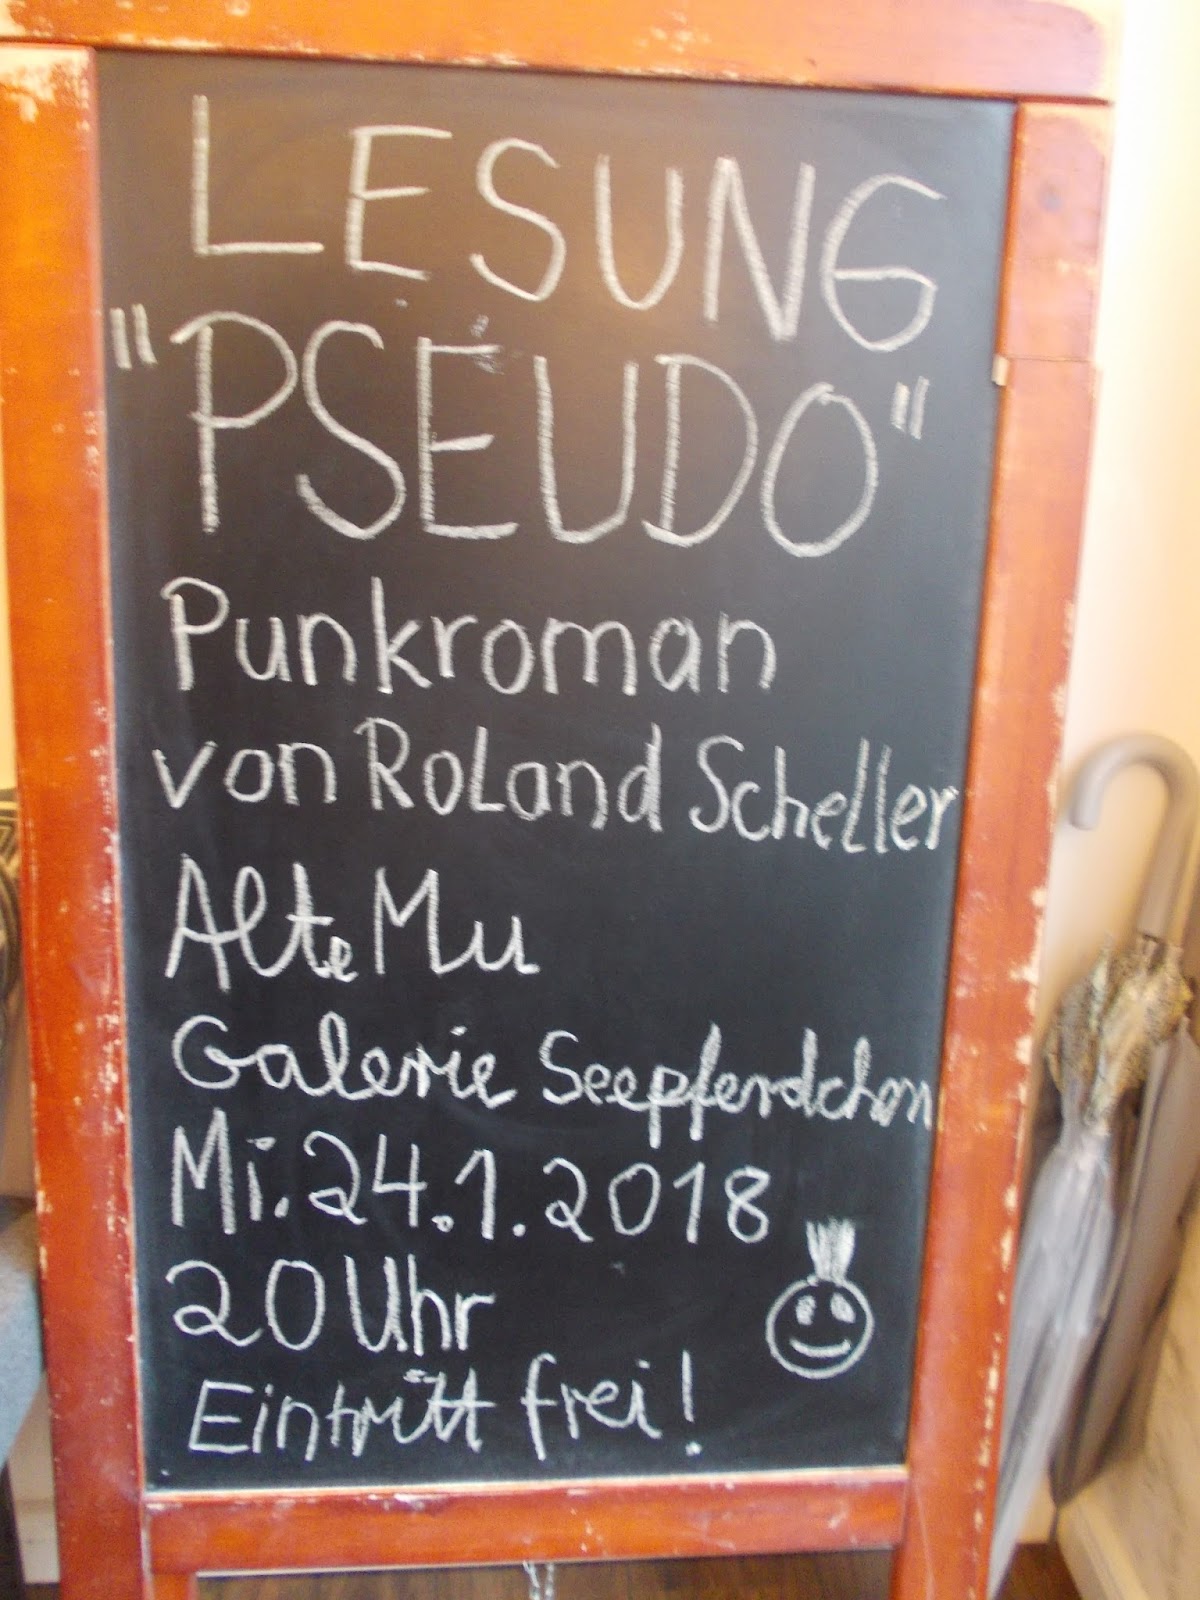 LESUNG
"PSEUDO"
Punkroman
von Roland Scheller
Alte Mu
Galerie Seepferdchen
Mi. 24.1.2018
20 Uhr
Eintritt frei!